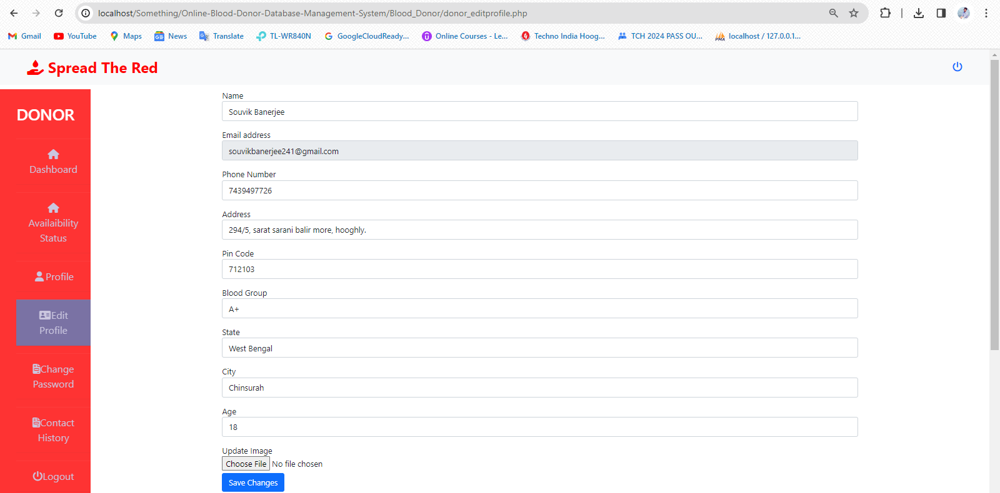 localhost/Something/Online-Blood-Donor-Database-Management-System/Blood_Donor/donor_editprofile.php
Gmail YouTube Maps News Translate TL-WR840N GoogleCloudReady... Online Courses - Le... Techno India Hoog... TCH 2024 PASS OU... PMA localhost / 127.0.0.1...
Spread The Red
DONOR
Dashboard
Availaibility
Status
Profile
Edit
Profile
Change
Password
Contact
History
Logout
Name
Souvik Banerjee
Email address
souvikbanerjee241@gmail.com
Phone Number
7439497726
Address
294/5, sarat sarani balir more, hooghly.
Pin Code
712103
Blood Group
A+
State
West Bengal
City
Chinsurah
Age
18
Update Image
Choose File No file chosen
Save Changes